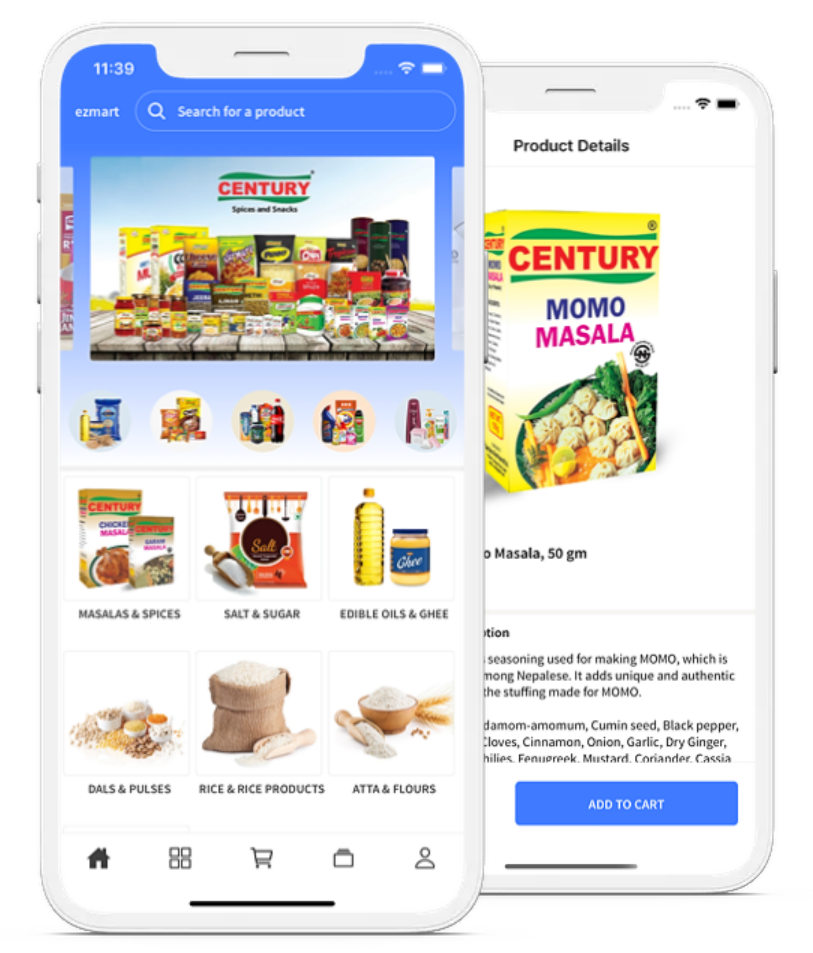 11:39
ezmart
Search for a product
CENTURY
Spices and Snacks
CENTURY
CHICKEN
MASALA
CENTURY
GARAM
MASALA
Salt
Ghee
MASALAS & SPICES
SALT & SUGAR
EDIBLE OILS & GHEE
DALS & PULSES
RICE & RICE PRODUCTS
ATTA & FLOURS
Product Details
CENTURY
MOMO
MASALA
o Masala, 50 gm
ption
s seasoning used for making MOMO, which is
mong Nepalese. It adds unique and authentic
the stuffing made for MOMO.
damom-amomum, Cumin seed, Black pepper,
Cloves, Cinnamon, Onion, Garlic, Dry Ginger,
hilies, Fenugreek, Mustard, Coriander, Cassia
ADD TO CART